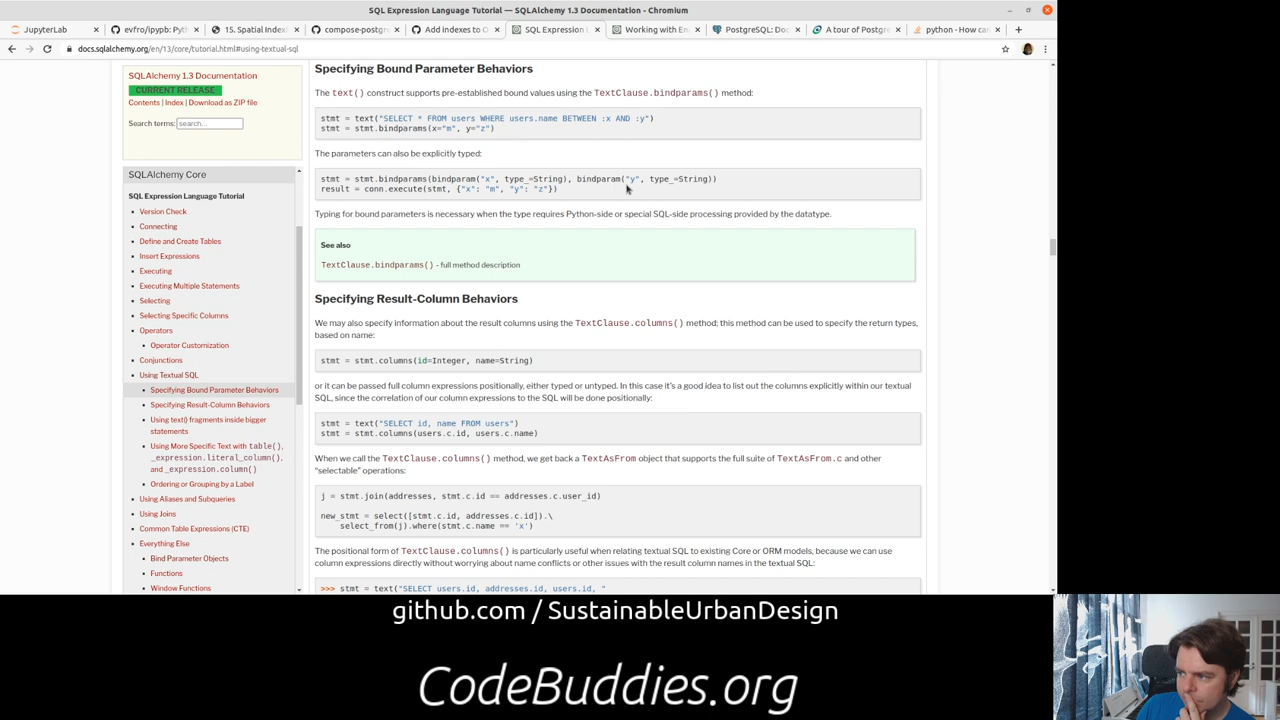 SQL Expression Language Tutorial — SQLAlchemy 1.3 Documentation - Chromium
JupyterLab
evfro/ipypb: Pyth
15. Spatial Index
compose-postgr
Add indexes to O
SQL Expression L
Working with En
PostgreSQL: Doc
A tour of Postgr
python - How can
docs.sqlalchemy.org/en/13/core/tutorial.html#using-textual-sql
SQLAlchemy 1.3 Documentation
CURRENT RELEASE
Contents | Index | Download as ZIP file
Search terms: search...
SQLAlchemy Core
SQL Expression Language Tutorial
Version Check
Connecting
Define and Create Tables
Insert Expressions
Executing
Executing Multiple Statements
Selecting
Selecting Specific Columns
Operators
Operator Customization
Conjunctions
Using Textual SQL
Specifying Bound Parameter Behaviors
Specifying Result-Column Behaviors
Using text() fragments inside bigger
statements
Using More Specific Text with table(),
_expression.literal_column(),
and _expression.column()
Ordering or Grouping by a Label
Using Aliases and Subqueries
Using Joins
Common Table Expressions (CTE)
Everything Else
Bind Parameter Objects
Functions
Window Functions
Specifying Bound Parameter Behaviors
The text() construct supports pre-established bound values using the TextClause.bindparams() method:
stmt = text("SELECT * FROM users WHERE users.name BETWEEN :x AND :y")
stmt = stmt.bindparams(x="m", y="z")
The parameters can also be explicitly typed:
stmt = stmt.bindparams(bindparam("x", type_=String), bindparam("y", type_=String))
result = conn.execute(stmt, {"x": "m", "y": "z"})
Typing for bound parameters is necessary when the type requires Python-side or special SQL-side processing provided by the datatype.
See also
TextClause.bindparams() - full method description
Specifying Result-Column Behaviors
We may also specify information about the result columns using the TextClause.columns() method; this method can be used to specify the return types,
based on name:
stmt = stmt.columns(id=Integer, name=String)
or it can be passed full column expressions positionally, either typed or untyped. In this case it's a good idea to list out the columns explicitly within our textual
SQL, since the correlation of our column expressions to the SQL will be done positionally:
stmt = text("SELECT id, name FROM users")
stmt = stmt.columns(users.c.id, users.c.name)
When we call the TextClause.columns() method, we get back a TextAsFrom object that supports the full suite of TextAsFrom.c and other
“selectable” operations:
j = stmt.join(addresses, stmt.c.id == addresses.c.user_id)
new_stmt = select([stmt.c.id, addresses.c.id]).\
select_from(j).where(stmt.c.name == 'x')
The positional form of TextClause.columns() is particularly useful when relating textual SQL to existing Core or ORM models, because we can use
column expressions directly without worrying about name conflicts or other issues with the result column names in the textual SQL:
>>> stmt = text("SELECT users.id, addresses.id, users.id, "
github.com / SustainableUrbanDesign
CodeBuddies.org